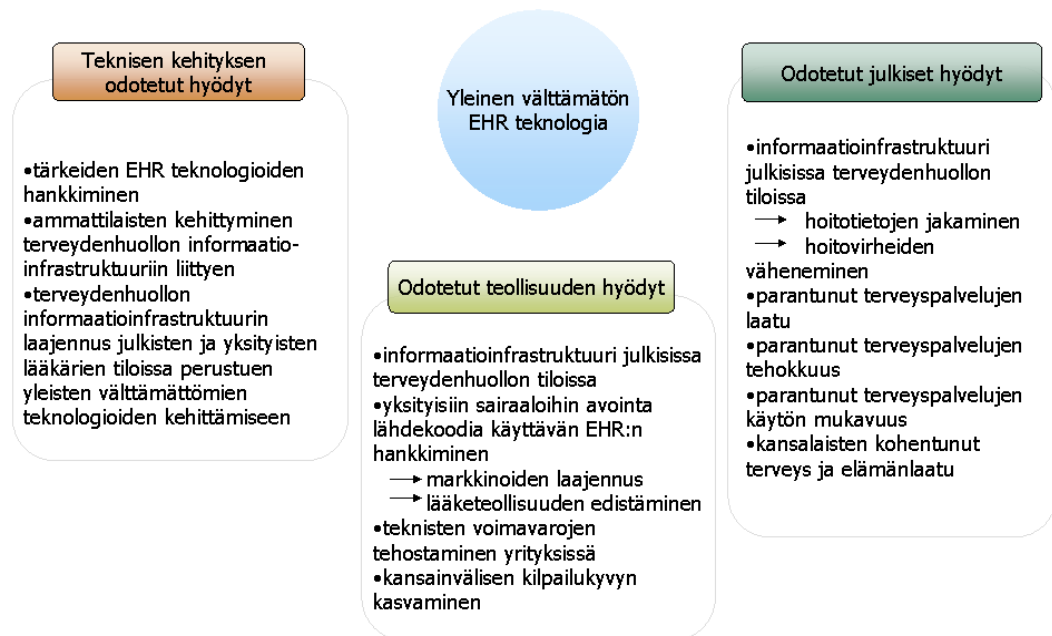 Teknisen kehityksen
odotetut hyödyt
•tärkeiden EHR teknologioiden
hankkiminen
•ammattilaisten kehittyminen
terveydenhuollon informaatio-
infrastruktuuriin liittyen
•terveydenhuollon
informaatioinfrastruktuurin
laajennus julkisten ja yksityisten
lääkärien tiloissa perustuen
yleisten välttämättömien
teknologioiden kehittämiseen
Yleinen välttämätön
EHR teknologia
Odotetut teollisuuden hyödyt
•informaatioinfrastruktuuri julkisissa
terveydenhuollon tiloissa
•yksityisiin sairaaloihin avointa
lähdekoodia käyttävän EHR:n
hankkiminen
→ markkinoiden laajennus
→ lääketeollisuuden edistäminen
•teknisten voimavarojen
tehostaminen yrityksissä
•kansainvälisen kilpailukyvyn
kasvaminen
Odotetut julkiset hyödyt
•informaatioinfrastruktuuri
julkisissa terveydenhuollon
tiloissa
→ hoitotietojen jakaminen
→ hoitovirheiden
väheneminen
•parantunut terveyspalvelujen
laatu
•parantunut terveyspalvelujen
tehokkuus
•parantunut terveyspalvelujen
käytön mukavuus
•kansalaisten kohentunut
terveys ja elämänlaatu